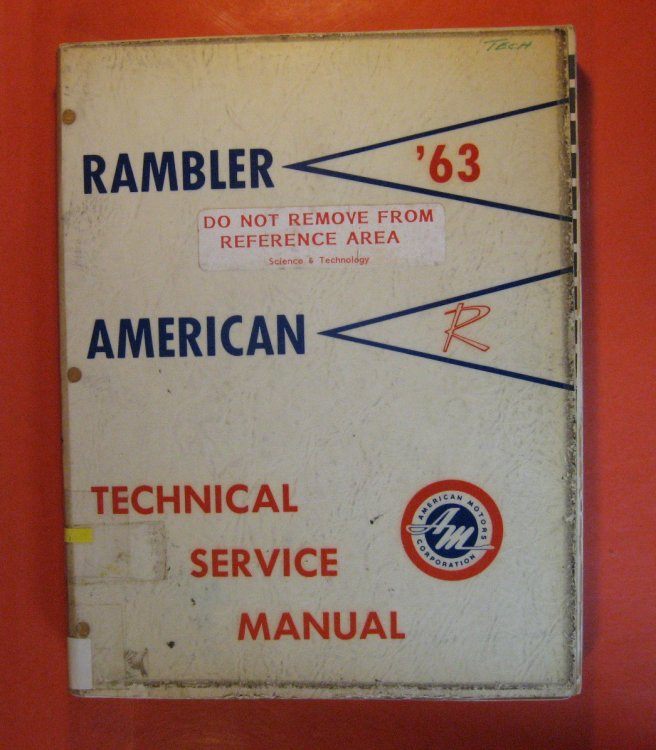 TECH
RAMBLER '63
DO NOT REMOVE FROM
REFERENCE AREA
Science & Technology
AMERICAN R
TECHNICAL
SERVICE
MANUAL
AMERICAN MOTORS
AM
CORPORATION